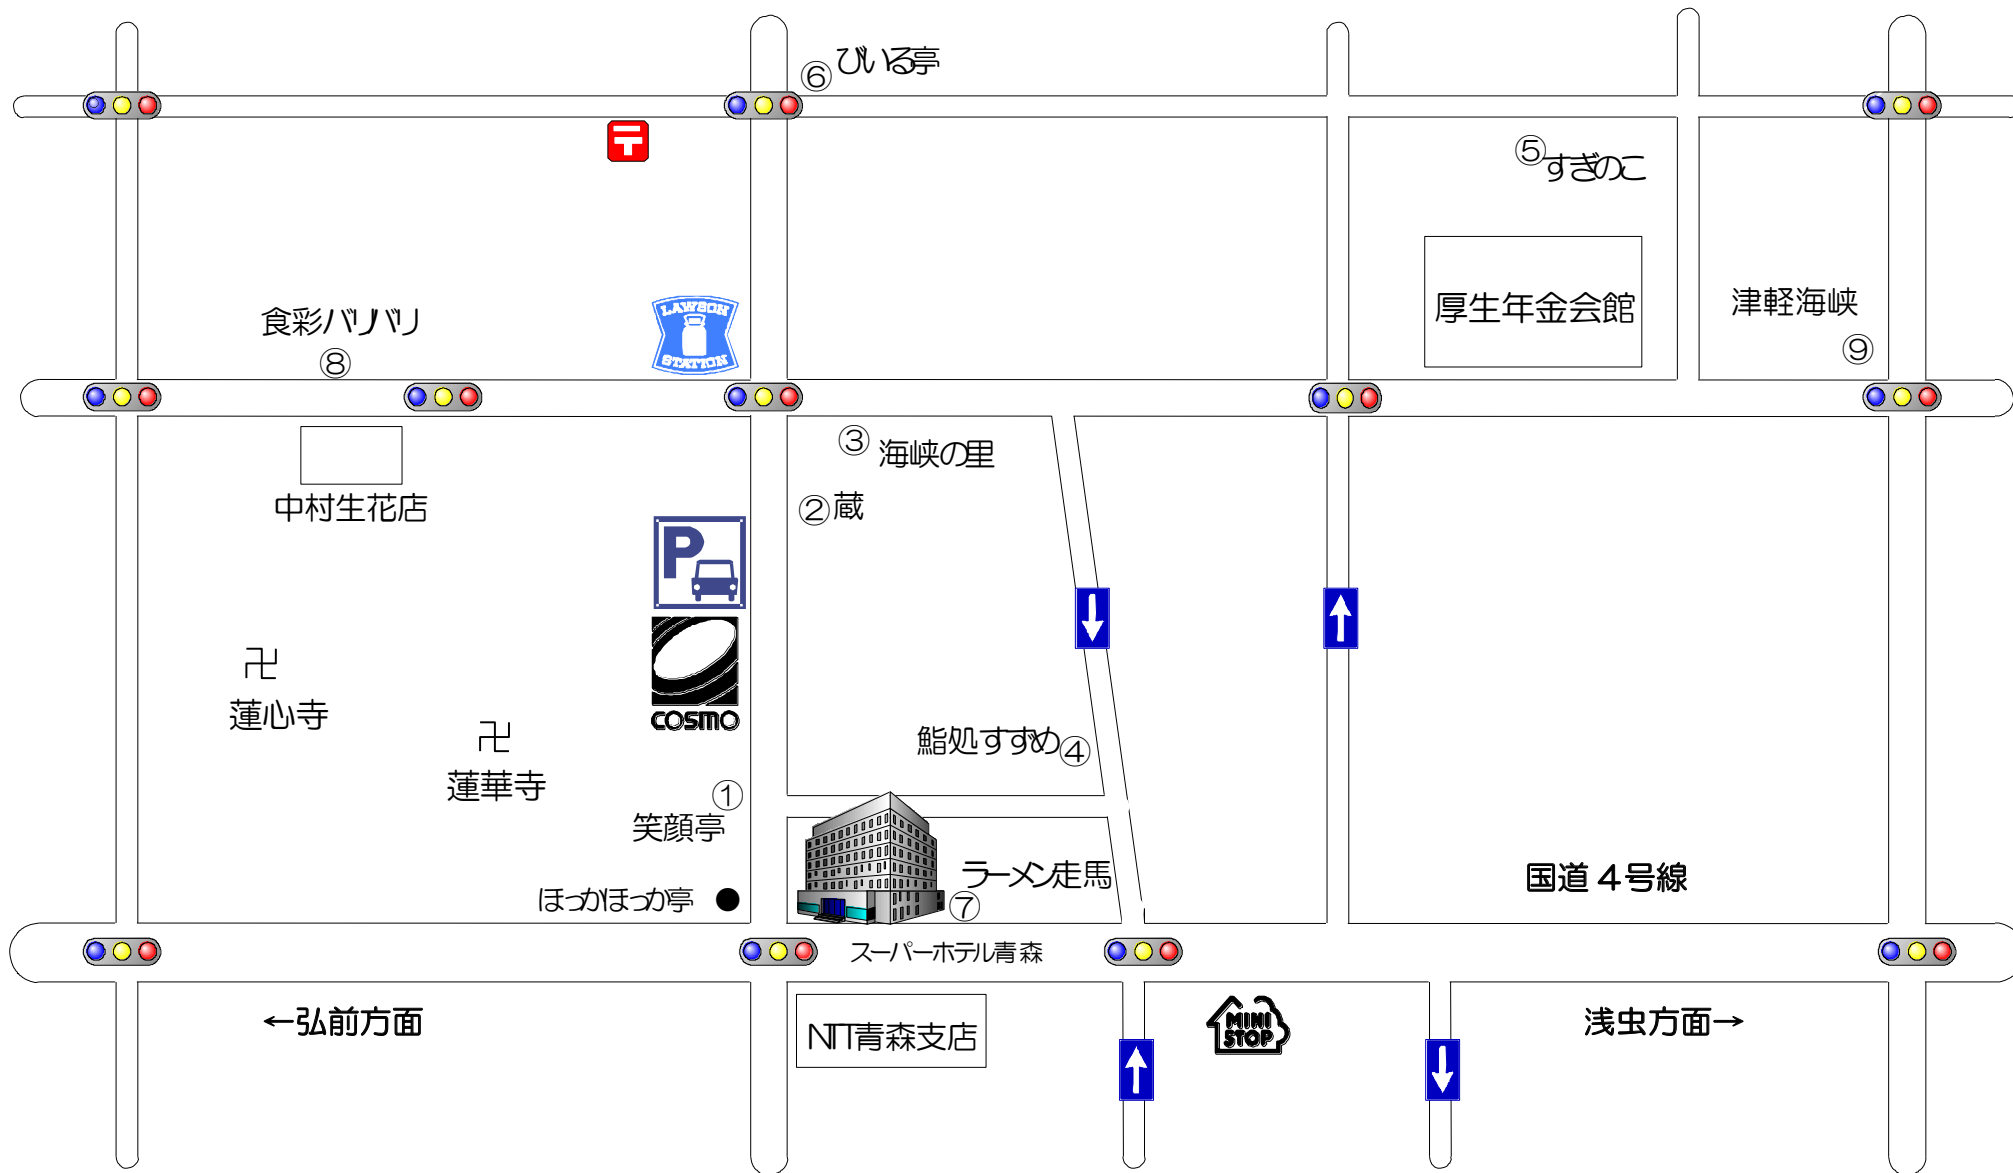 ⑥びいる亭
〒
⑤すぎのこ
LAWSON
STATION
食彩バリバリ
⑧
厚生年金会館
津軽海峡
⑨
③ 海峡の里
②蔵
中村生花店
P
COSMO
卍
蓮心寺
卍
蓮華寺
鮨処すずめ④
①
笑顔亭
ラーメン走馬
⑦
国道4号線
ほっかほっか亭 ●
スーパーホテル青森
←弘前方面
NTT青森支店
MINI
STOP
浅虫方面→